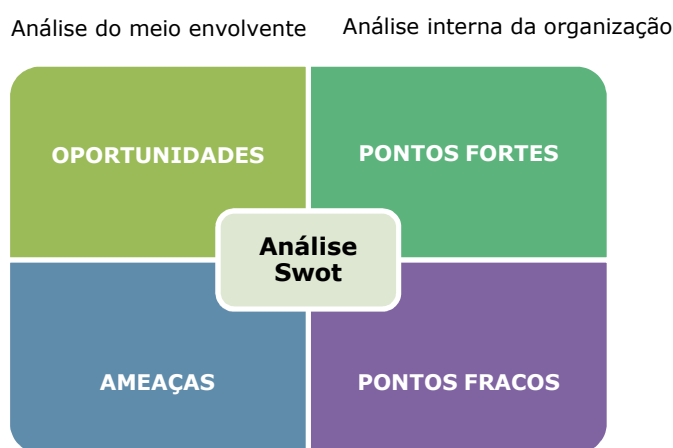 Análise do meio envolvente
Análise interna da organização
OPORTUNIDADES
PONTOS FORTES
Análise
Swot
AMEAÇAS
PONTOS FRACOS